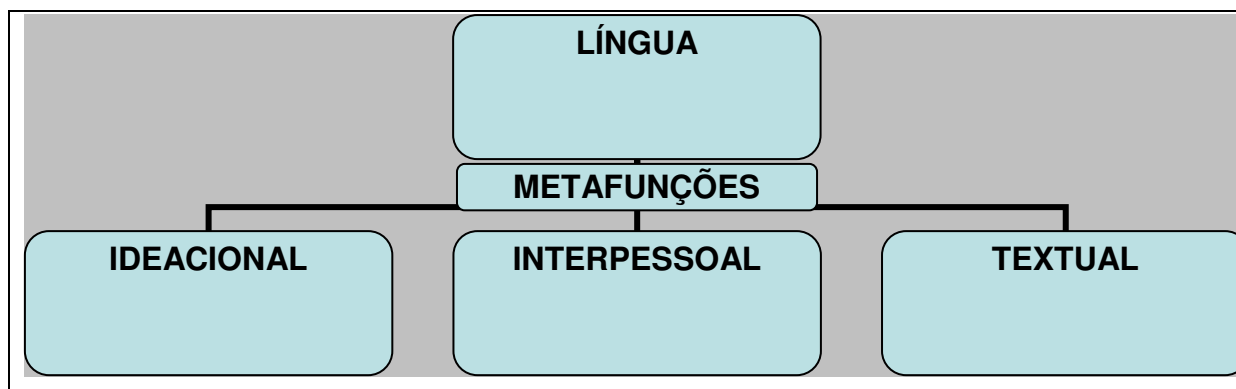 LÍNGUA
METAFUNÇÕES
IDEACIONAL
INTERPESSOAL
TEXTUAL